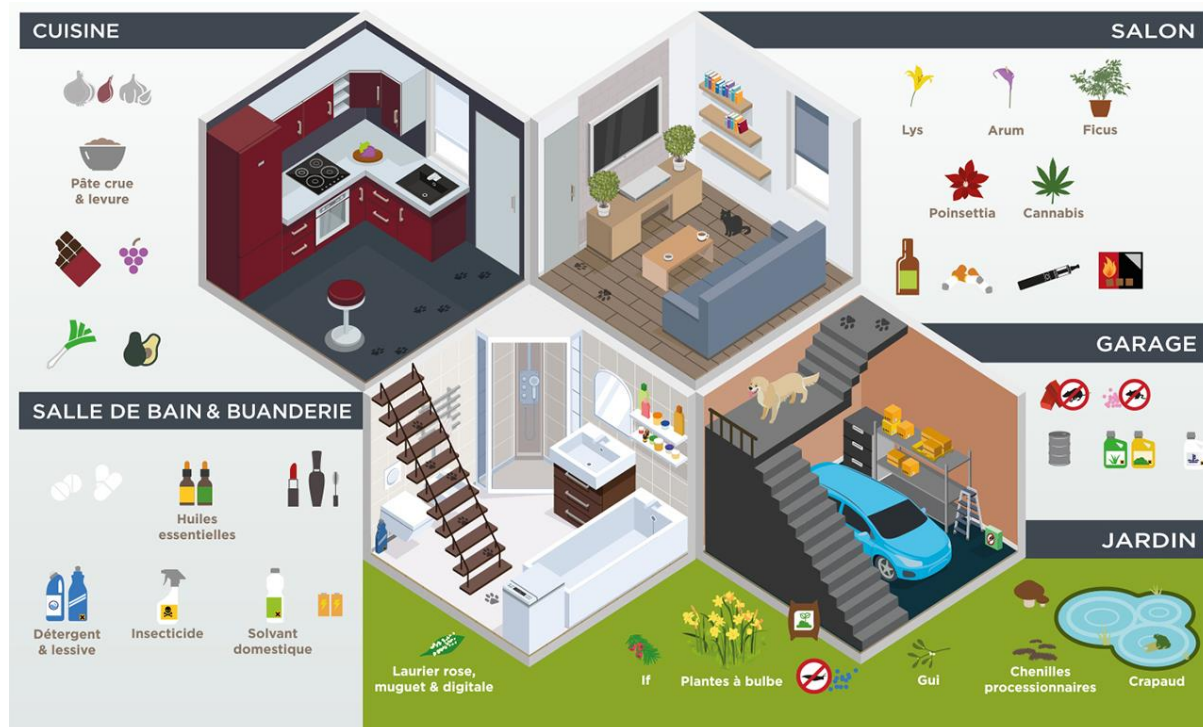 CUISINE
Pâte crue
& levure
SALON
Lys
Arum
Ficus
Poinsettia
Cannabis
GARAGE
SALLE DE BAIN & BUANDERIE
Huiles
essentielles
Détergent
& lessive
Insecticide
Solvant
domestique
JARDIN
Laurier rose,
muguet & digitale
If
Plantes à bulbe
Gui
Chenilles
processionnaires
Crapaud